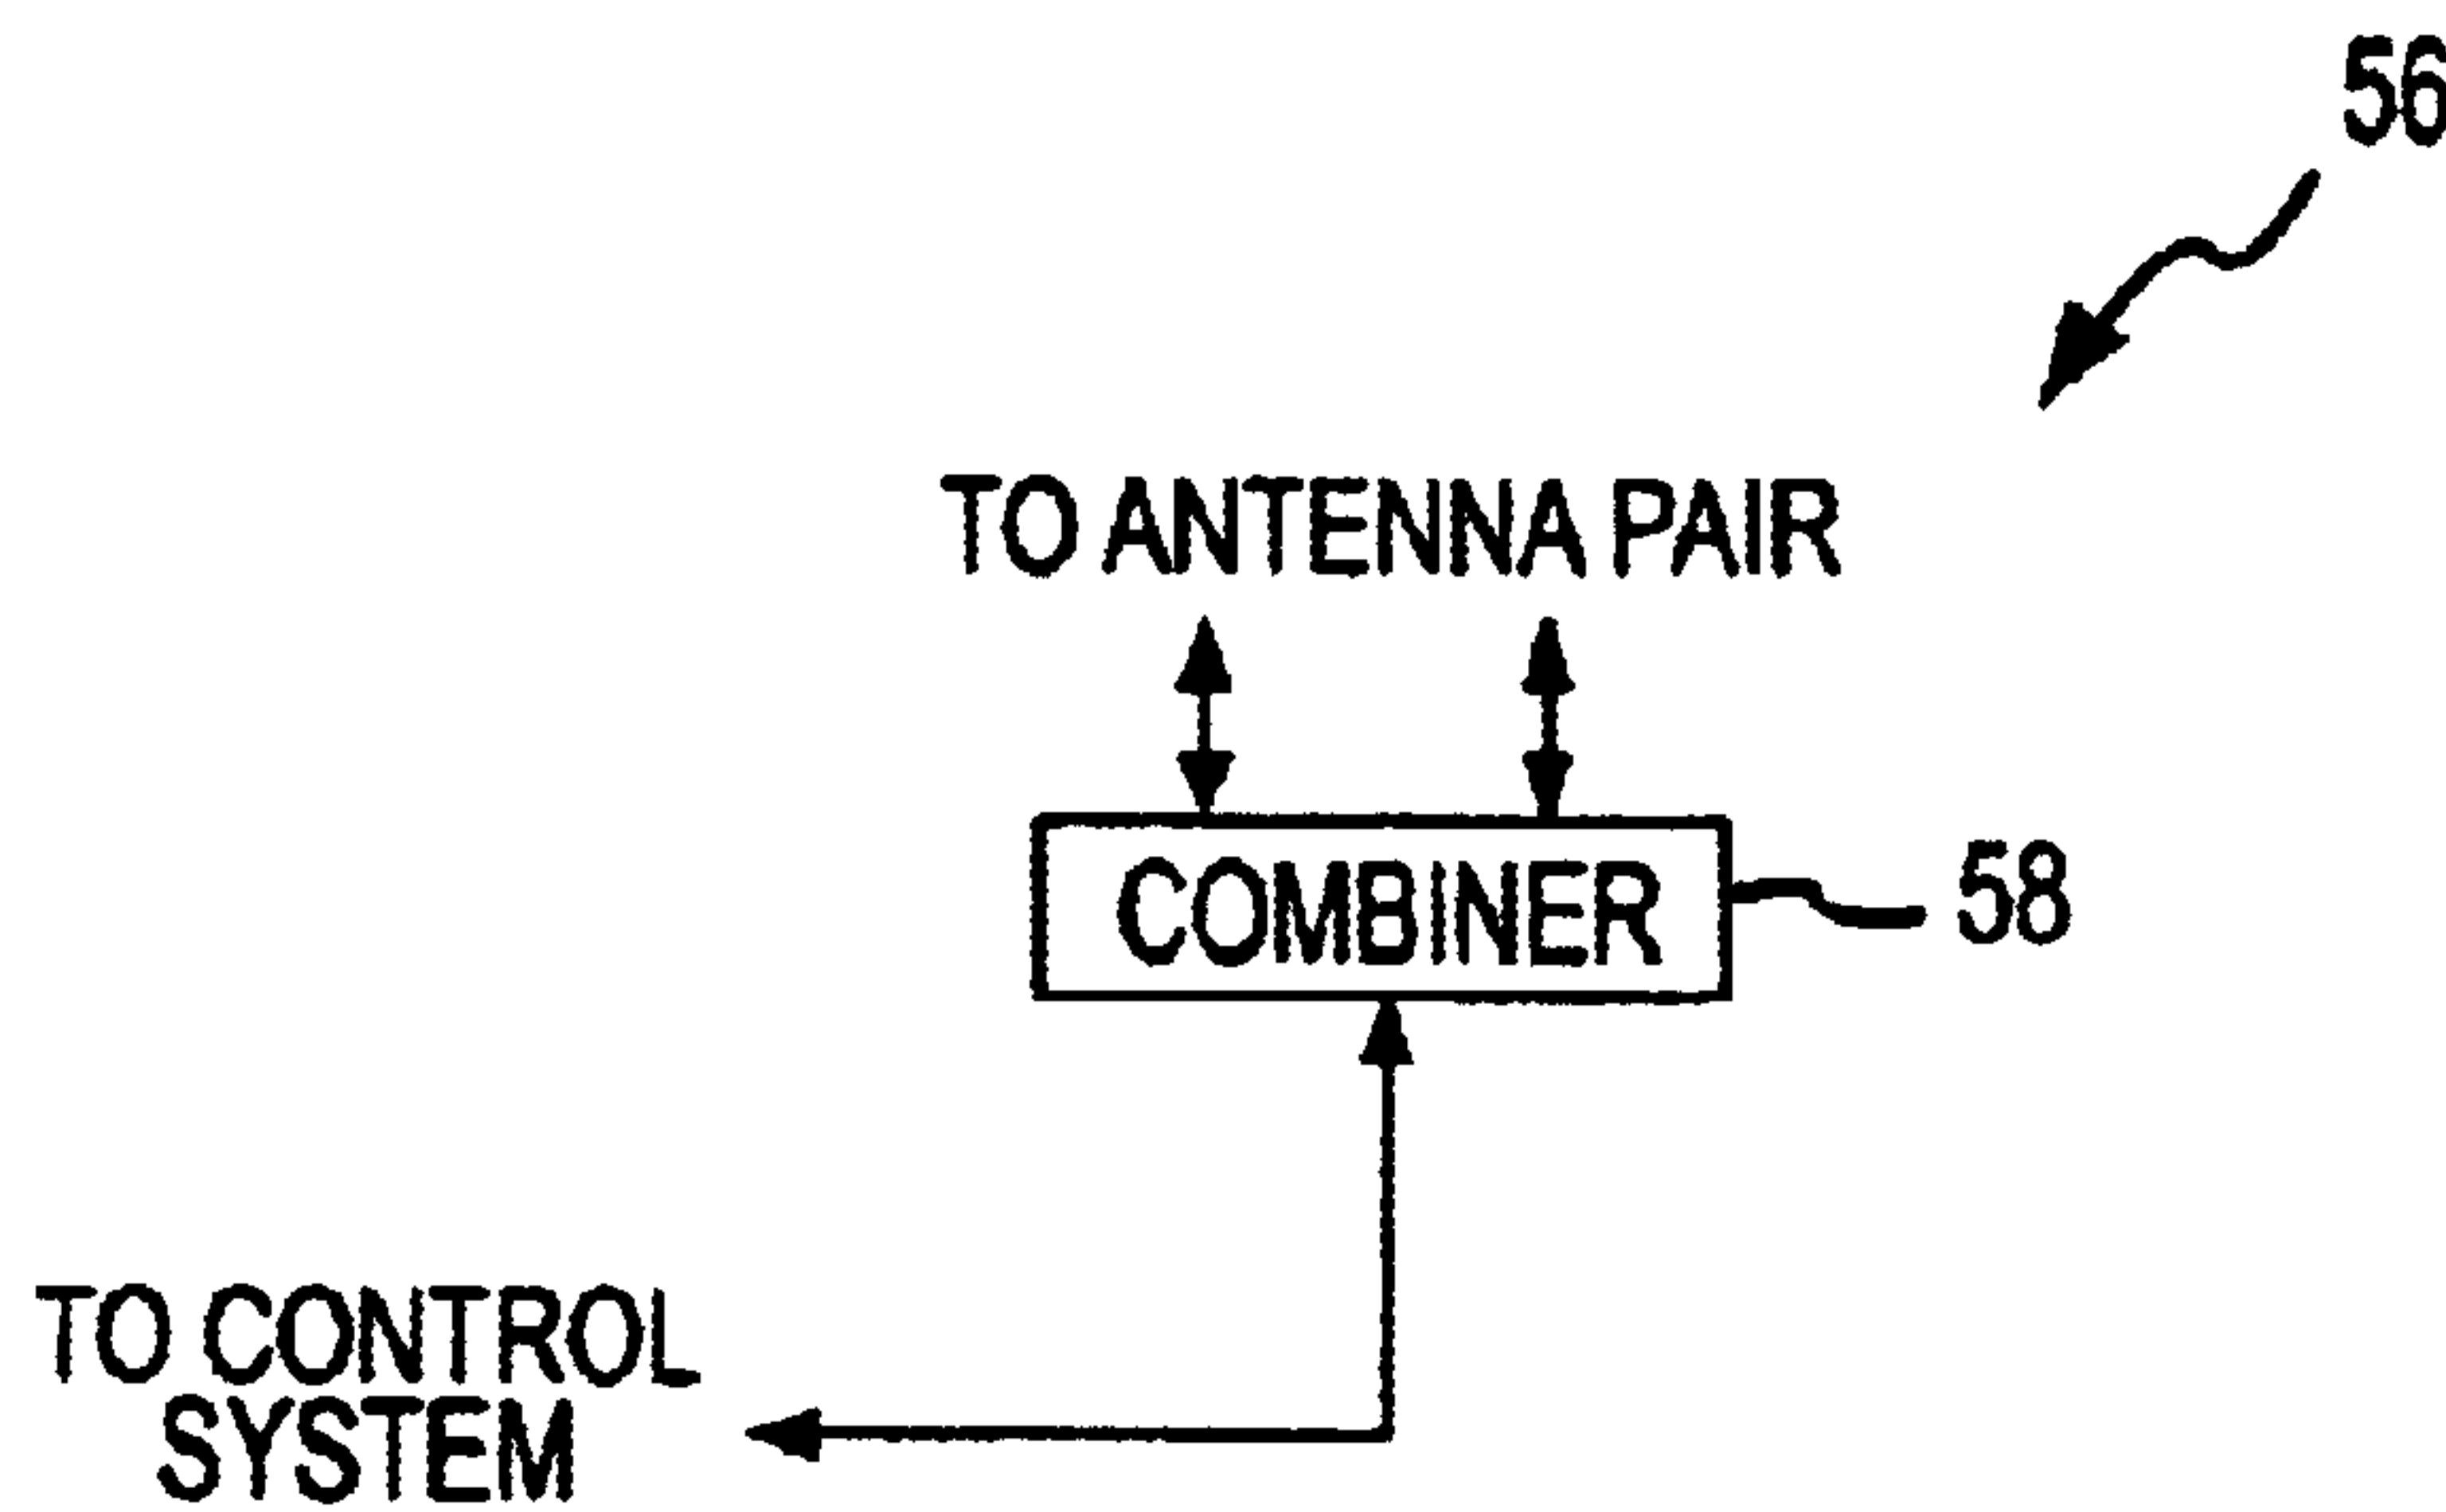 56
TO ANTENNA PAIR
COMBINER
58
TO CONTROL
SYSTEM